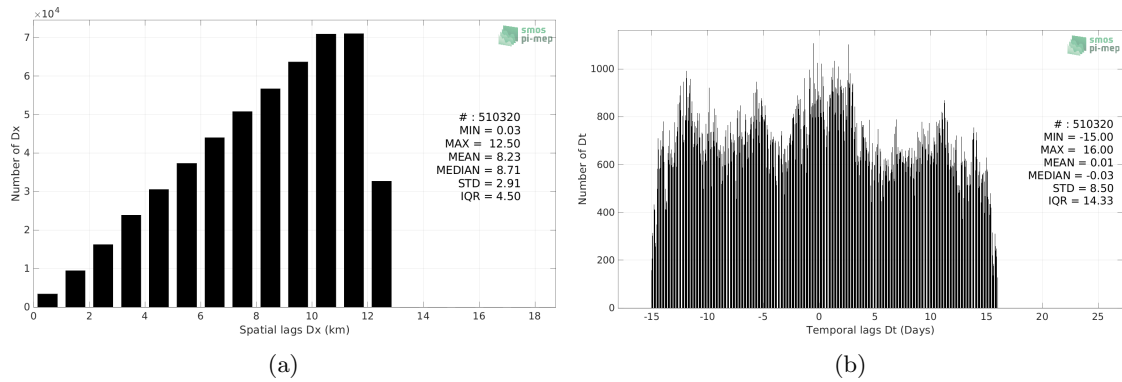 ×10⁴
7
6
5
4
3
2
1
0
Number of Dx
0 2 4 6 8 10 12 14 16 18
Spatial lags Dx (km)
smos
pi-mep
# : 510320
MIN = 0.03
MAX = 12.50
MEAN = 8.23
MEDIAN = 8.71
STD = 2.91
IQR = 4.50
(a)
1000
800
600
400
200
0
Number of Dt
-15 -10 -5 0 5 10 15 20 25
Temporal lags Dt (Days)
smos
pi-mep
# : 510320
MIN = -15.00
MAX = 16.00
MEAN = 0.01
MEDIAN = -0.03
STD = 8.50
IQR = 14.33
(b)